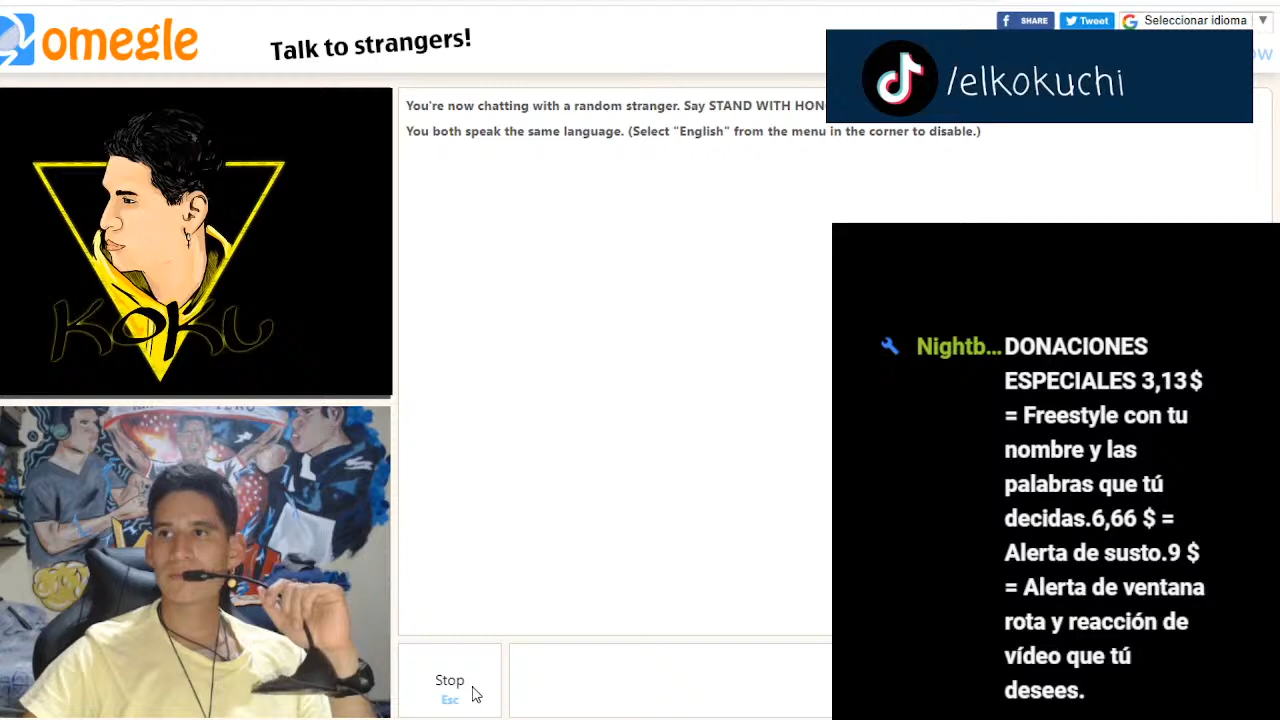 omegle
Talk to strangers!
SHARE
Tweet
Seleccionar idioma
/elkokuchi
You're now chatting with a random stranger. Say STAND WITH HON
You both speak the same language. (Select "English" from the menu in the corner to disable.)
KOKU
Nightb...DONACIONES
ESPECIALES 3,13$
= Freestyle con tu
nombre y las
palabras que tú
decidas.6,66 $ =
Alerta de susto.9 $
= Alerta de ventana
rota y reacción de
vídeo que tú
desees.
Stop
Esc